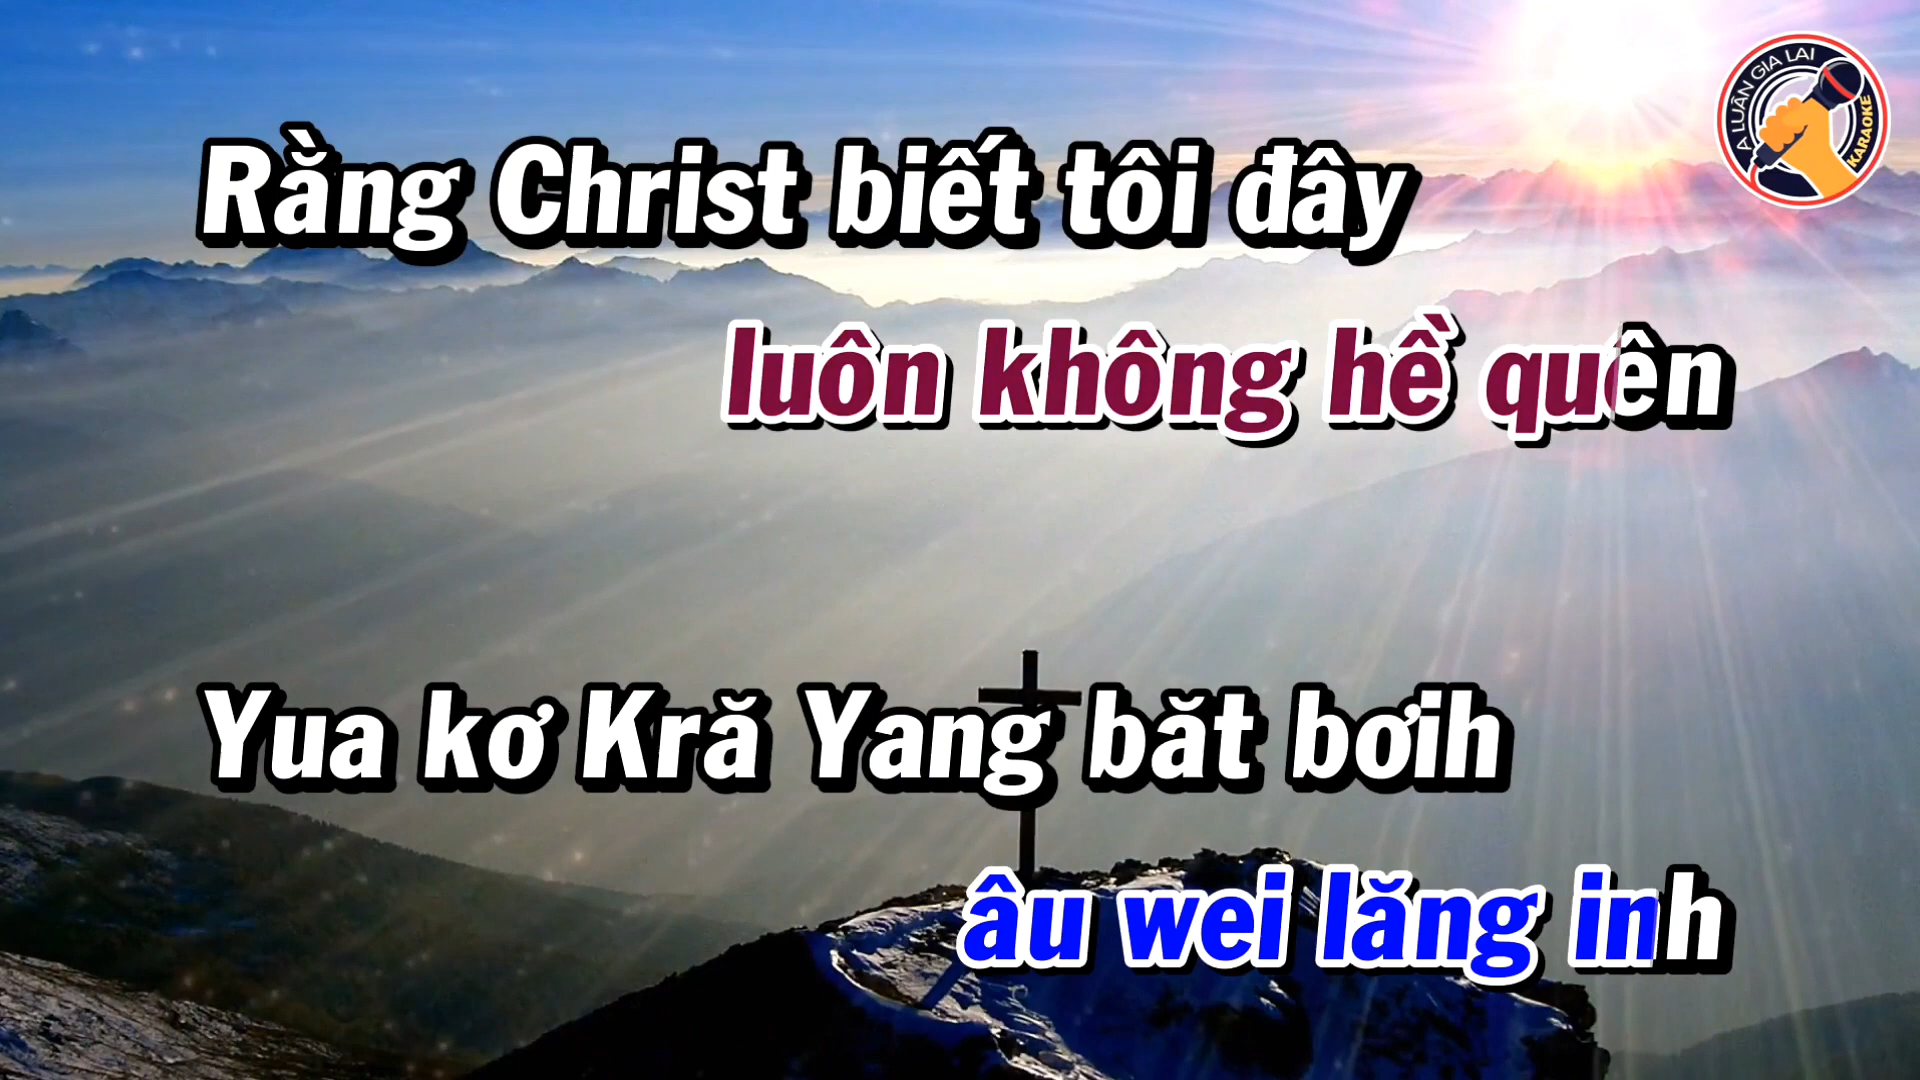 A LUÂN GIA LAI
KARAOKE
Rằng Christ biết tôi đây
luôn không hề quên
Yua kơ Kră Yang băt bơih
âu wei lăng inh